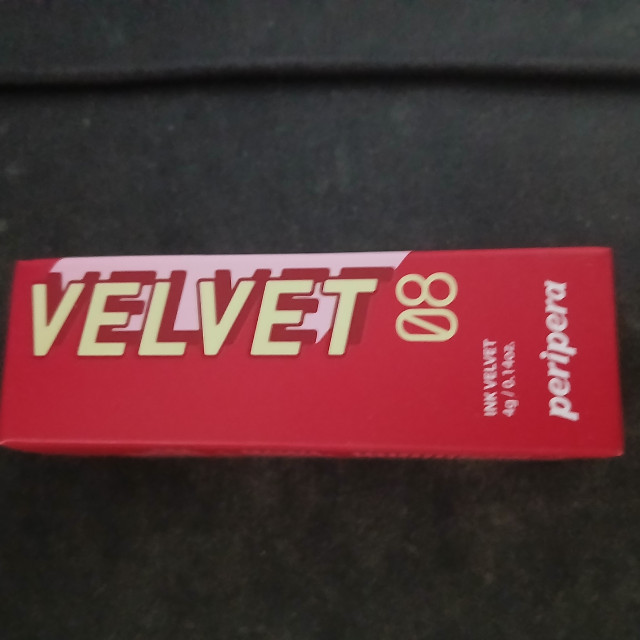 VELVET
08
INK VELVET
4g / 0.14oz.
peripera